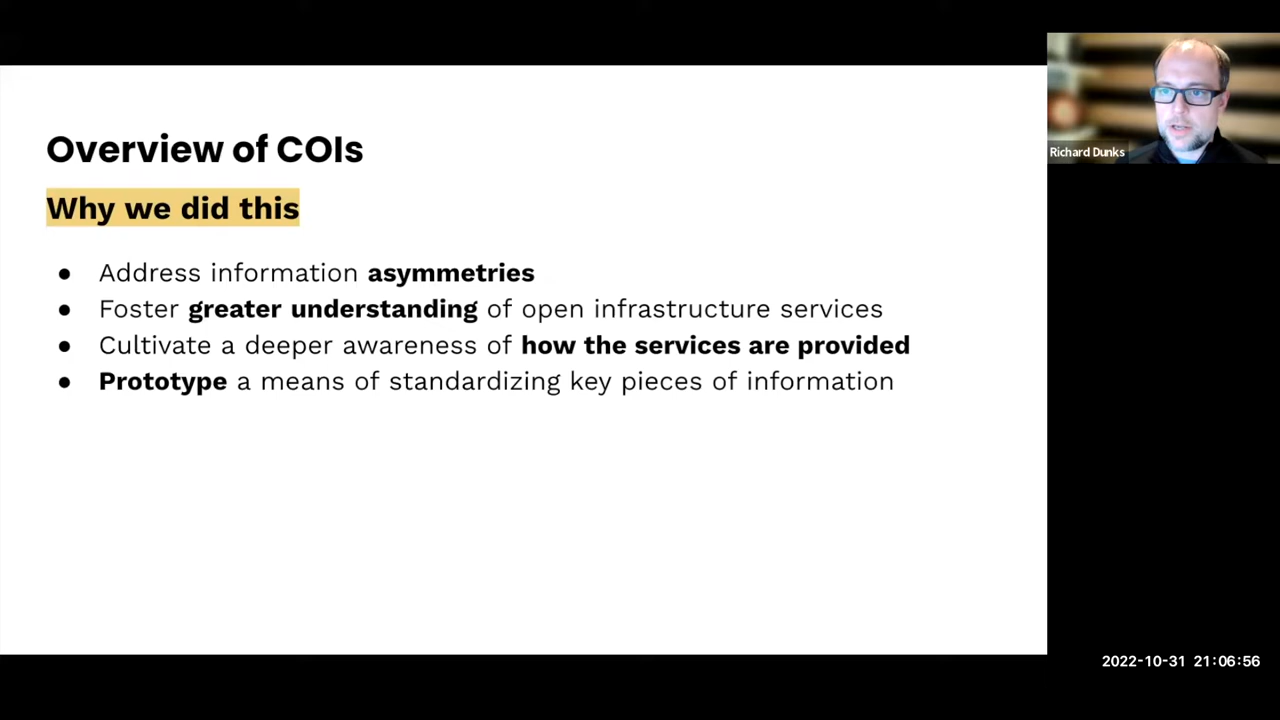 Overview of COIs
Why we did this
● Address information asymmetries
● Foster greater understanding of open infrastructure services
● Cultivate a deeper awareness of how the services are provided
● Prototype a means of standardizing key pieces of information
Richard Dunks
2022-10-31 21:06:56